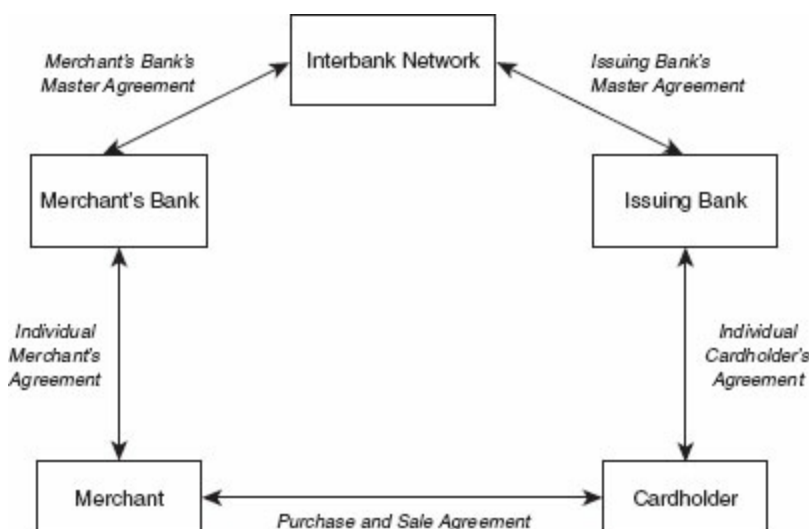 Interbank Network
Merchant's Bank's
Master Agreement
Issuing Bank's
Master Agreement
Merchant's Bank
Issuing Bank
Individual
Merchant's
Agreement
Individual
Cardholder's
Agreement
Merchant
Cardholder
Purchase and Sale Agreement